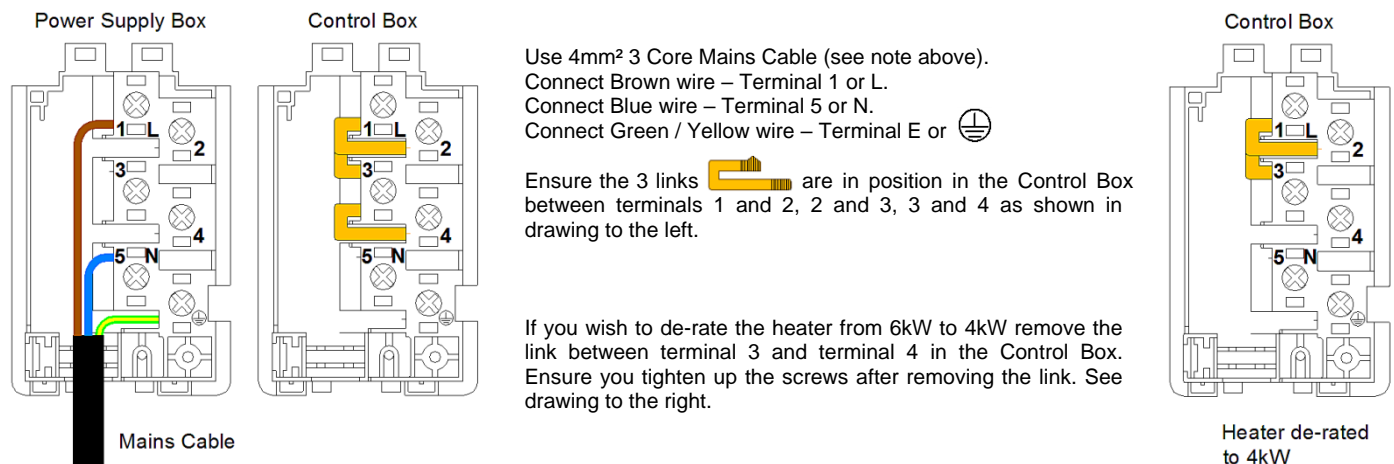 Power Supply Box
Control Box
1 L
2
3
4
5 N
Mains Cable
1 L
2
3
4
5 N
Use 4mm² 3 Core Mains Cable (see note above).
Connect Brown wire – Terminal 1 or L.
Connect Blue wire – Terminal 5 or N.
Connect Green / Yellow wire – Terminal E or
Ensure the 3 links are in position in the Control Box
between terminals 1 and 2, 2 and 3, 3 and 4 as shown in
drawing to the left.
If you wish to de-rate the heater from 6kW to 4kW remove the
link between terminal 3 and terminal 4 in the Control Box.
Ensure you tighten up the screws after removing the link. See
drawing to the right.
Control Box
1 L
2
3
4
5 N
Heater de-rated
to 4kW